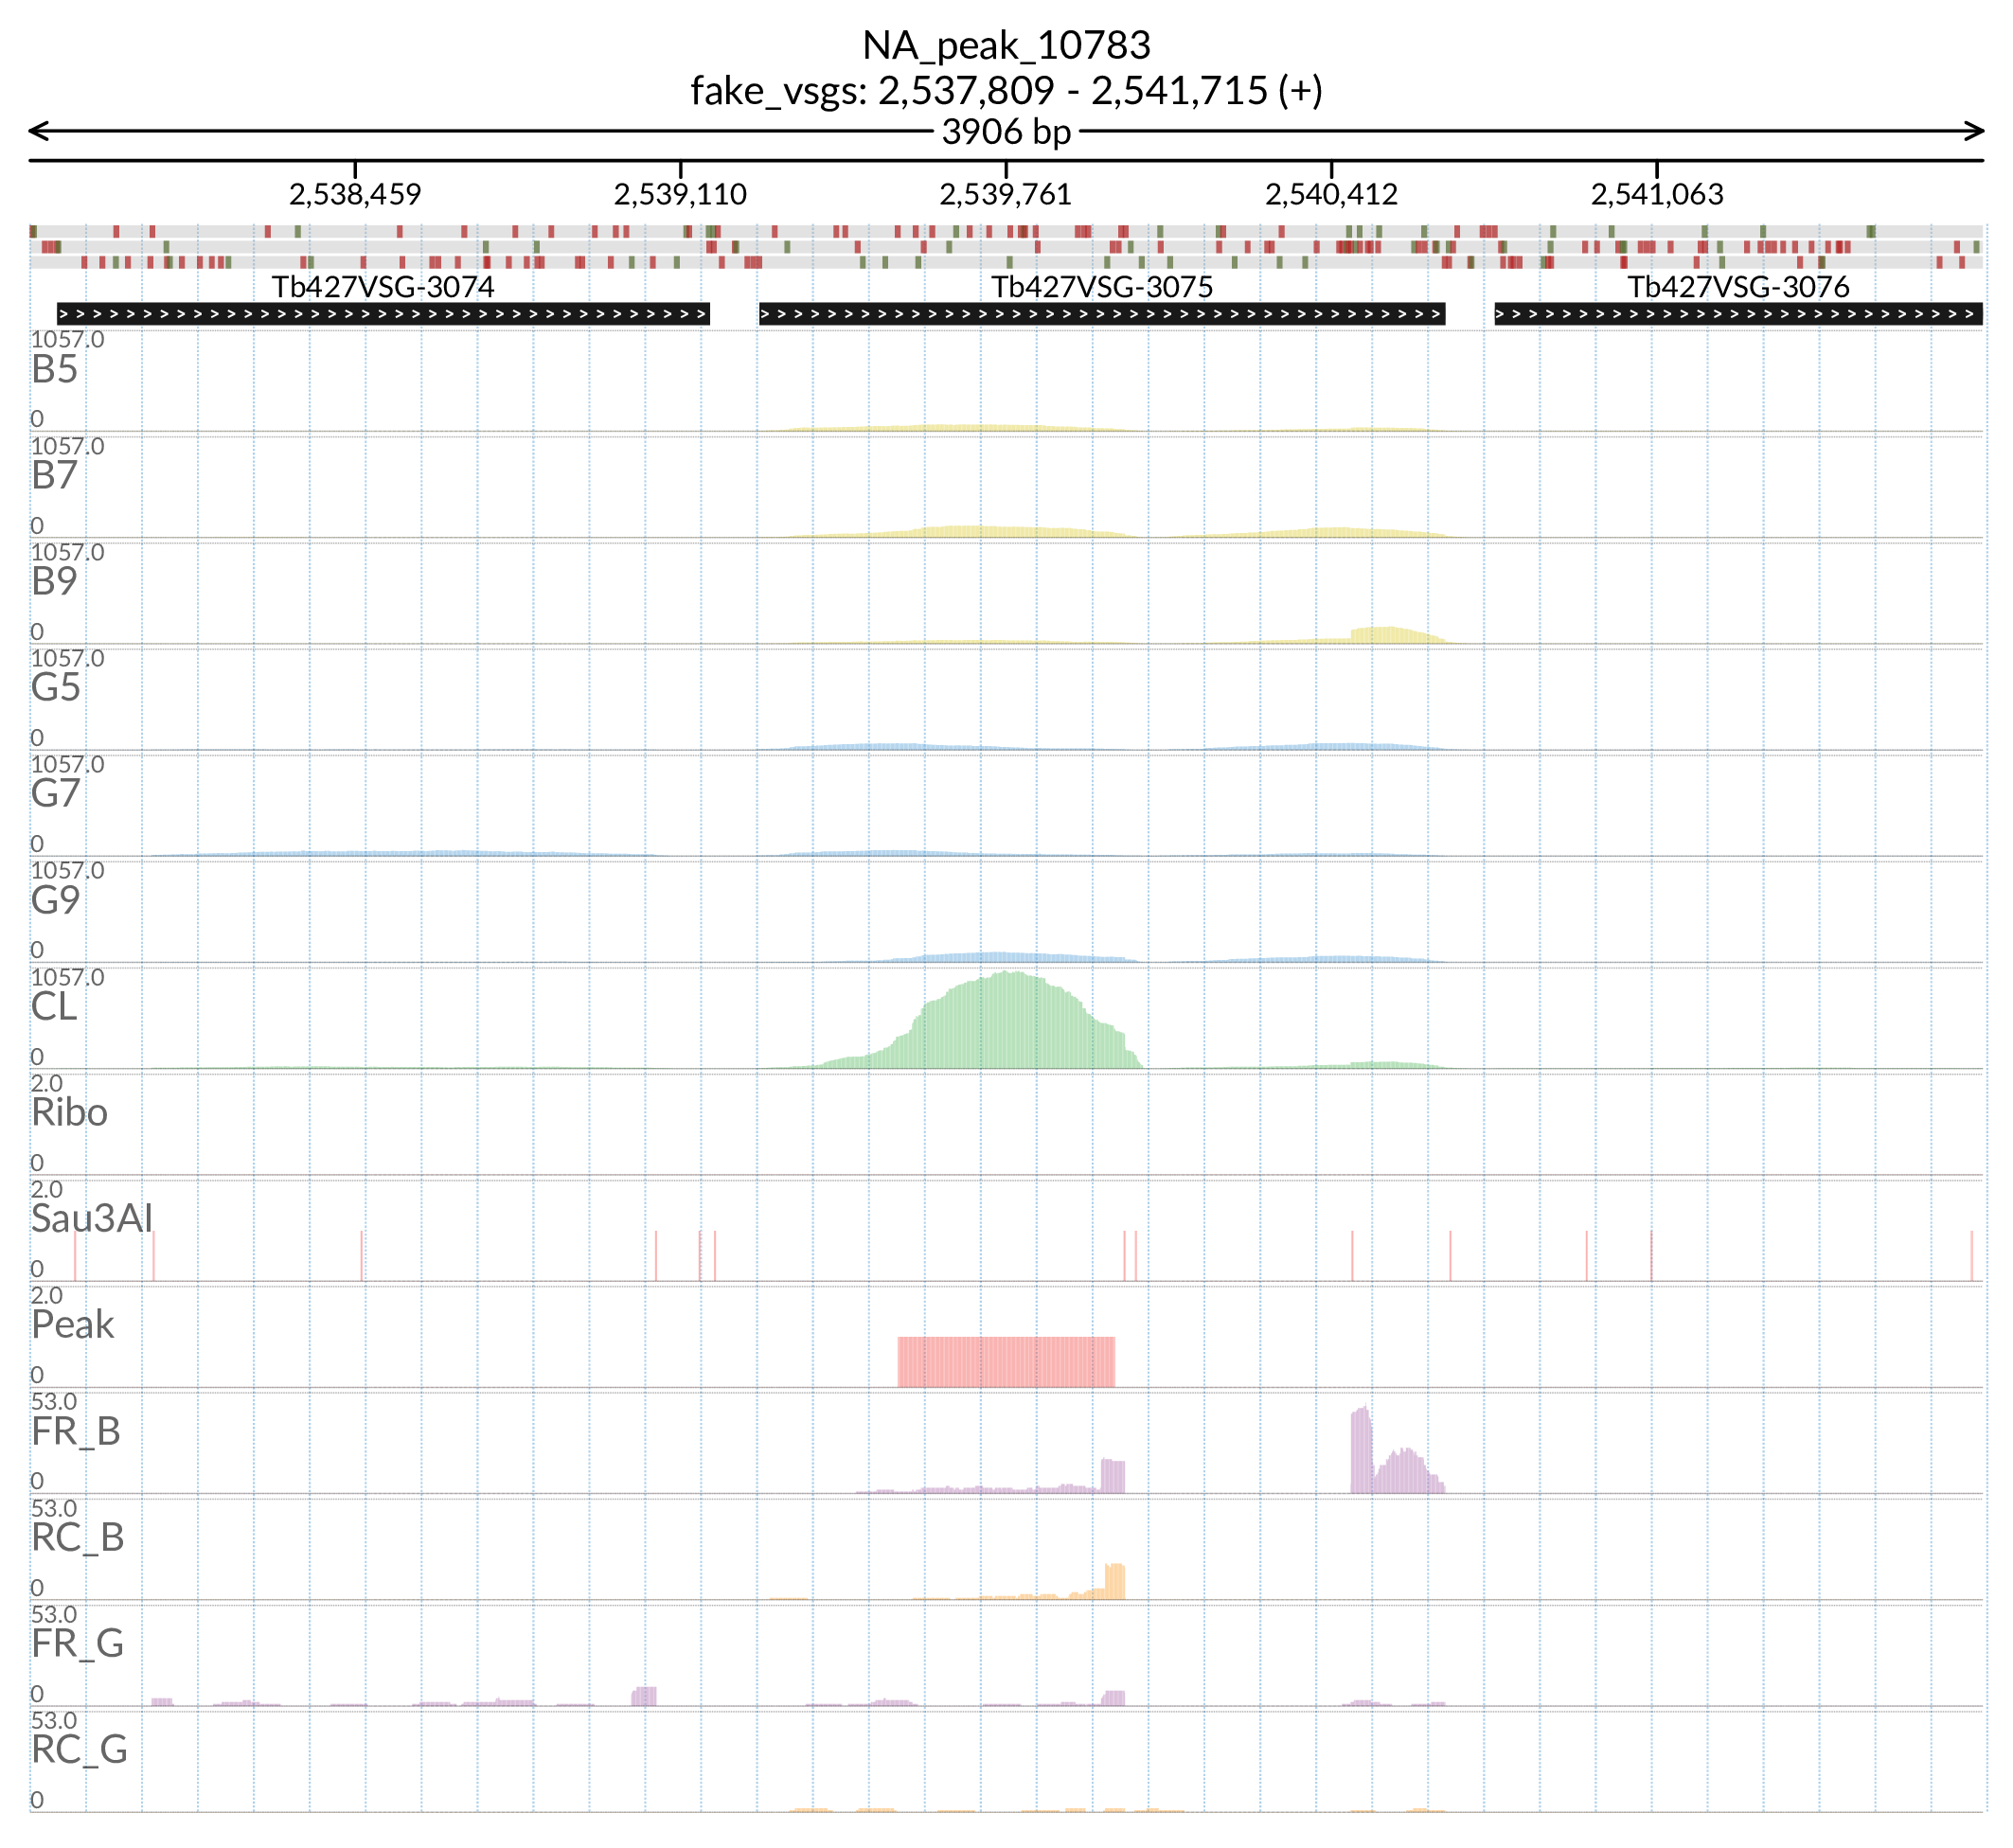 NA_peak_10783
fake_vsgs: 2,537,809 - 2,541,715 (+)
3906 bp
2,538,459 2,539,110 2,539,761 2,540,412 2,541,063
Tb427VSG-3074 Tb427VSG-3075 Tb427VSG-3076
1057.0
B5
0
1057.0
B7
0
1057.0
B9
0
1057.0
G5
0
1057.0
G7
0
1057.0
G9
0
1057.0
CL
0
2.0
Ribo
0
2.0
Sau3AI
0
2.0
Peak
0
53.0
FR_B
0
53.0
RC_B
0
53.0
FR_G
0
53.0
RC_G
0